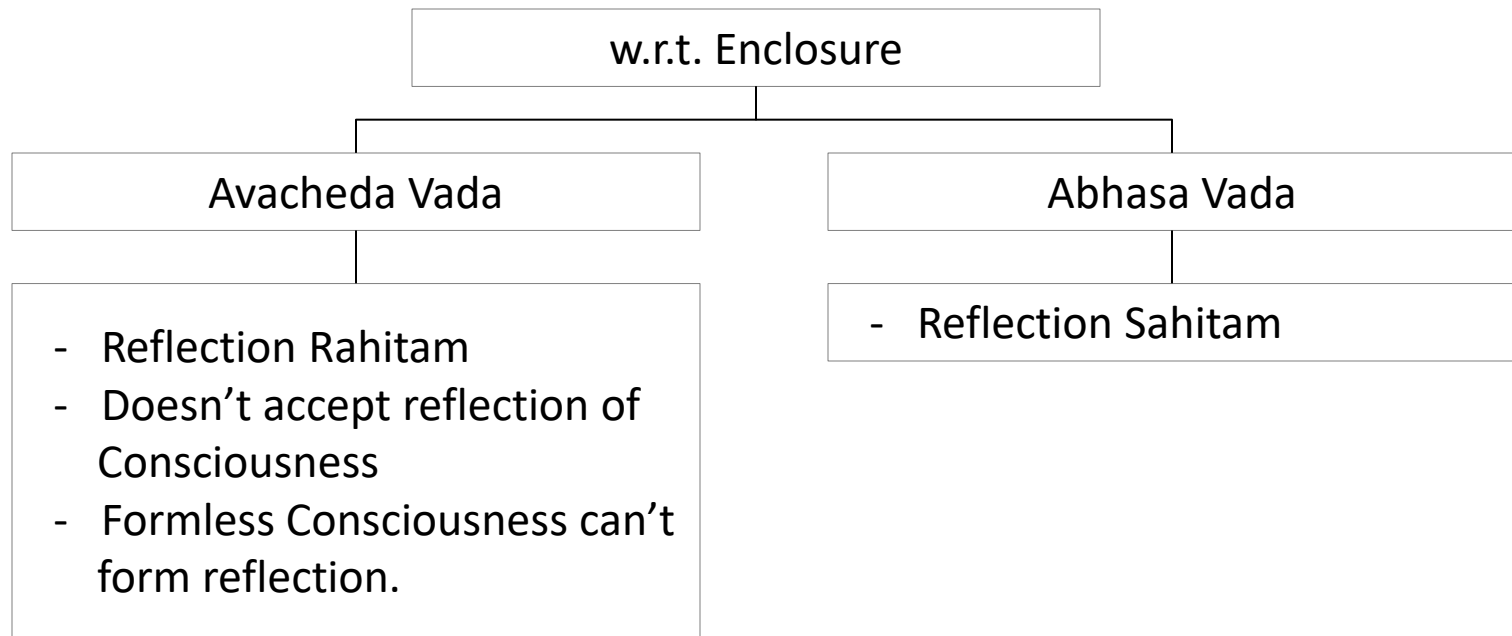 w.r.t. Enclosure
Avacheda Vada
Abhasa Vada
- Reflection Rahitam
- Doesn’t accept reflection of
Consciousness
- Formless Consciousness can’t
form reflection.
- Reflection Sahitam